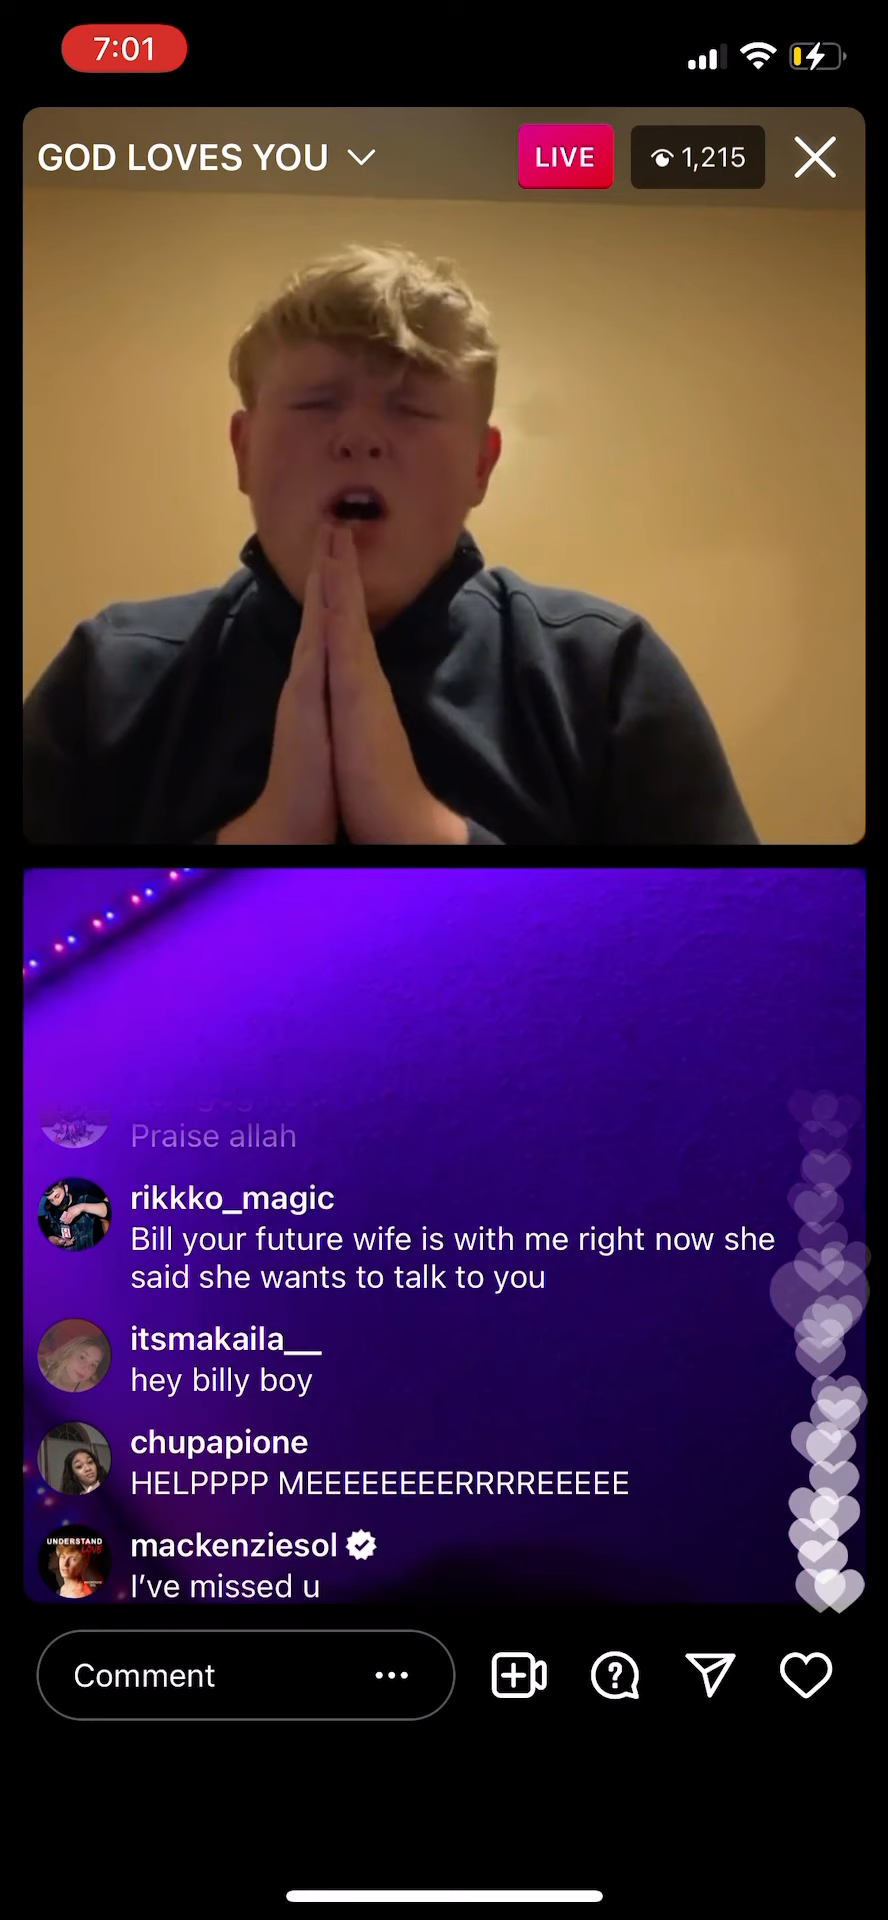 7:01
GOD LOVES YOU
LIVE
1,215
Praise allah
rikkko_magic
Bill your future wife is with me right now she
said she wants to talk to you
itsmakaila__
hey billy boy
chupapione
HELPPPP MEEEEEEEERRRREEEEE
UNDERSTAND
LOVE
mackenziesol
I've missed u
Comment